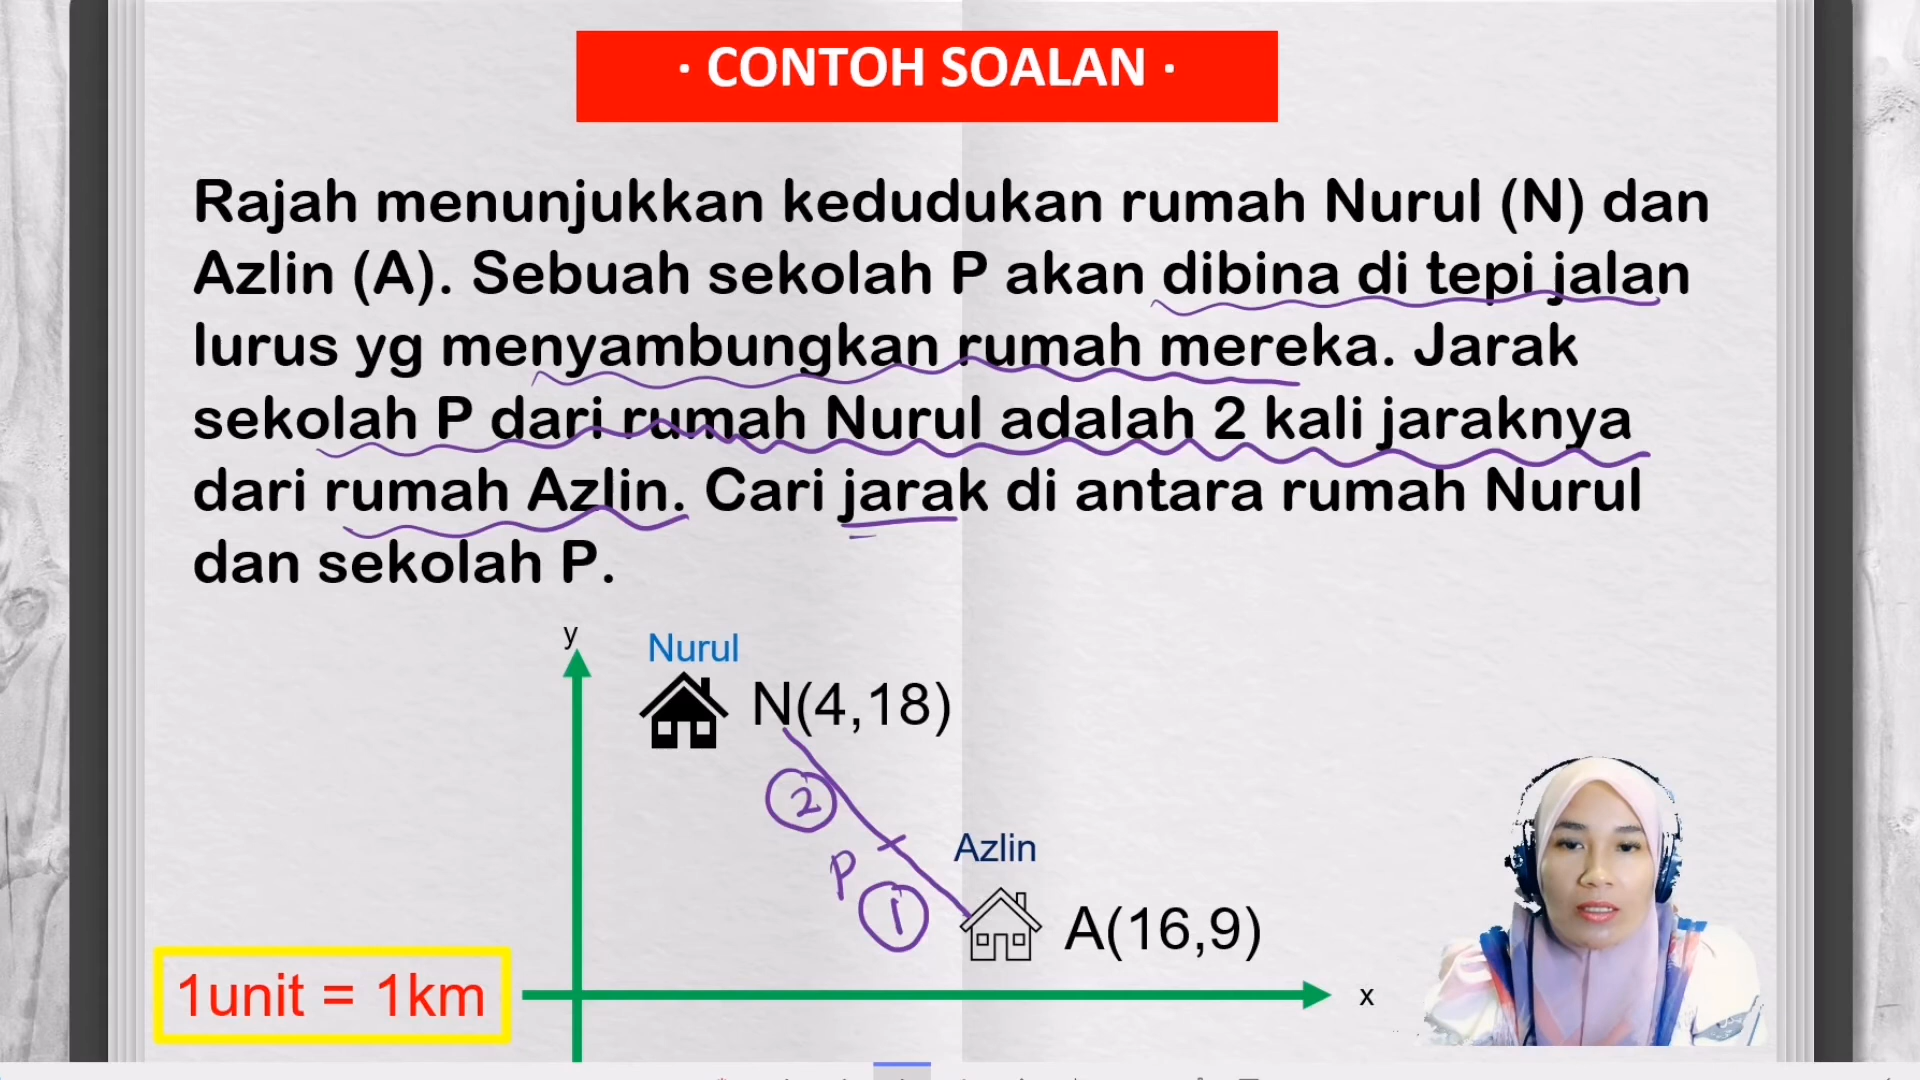 · CONTOH SOALAN ·
Rajah menunjukkan kedudukan rumah Nurul (N) dan
Azlin (A). Sebuah sekolah P akan dibina di tepi jalan
lurus yg menyambungkan rumah mereka. Jarak
sekolah P dari rumah Nurul adalah 2 kali jaraknya
dari rumah Azlin. Cari jarak di antara rumah Nurul
dan sekolah P.
y
Nurul
N(4,18)
2
P
1
Azlin
A(16,9)
1unit = 1km
x